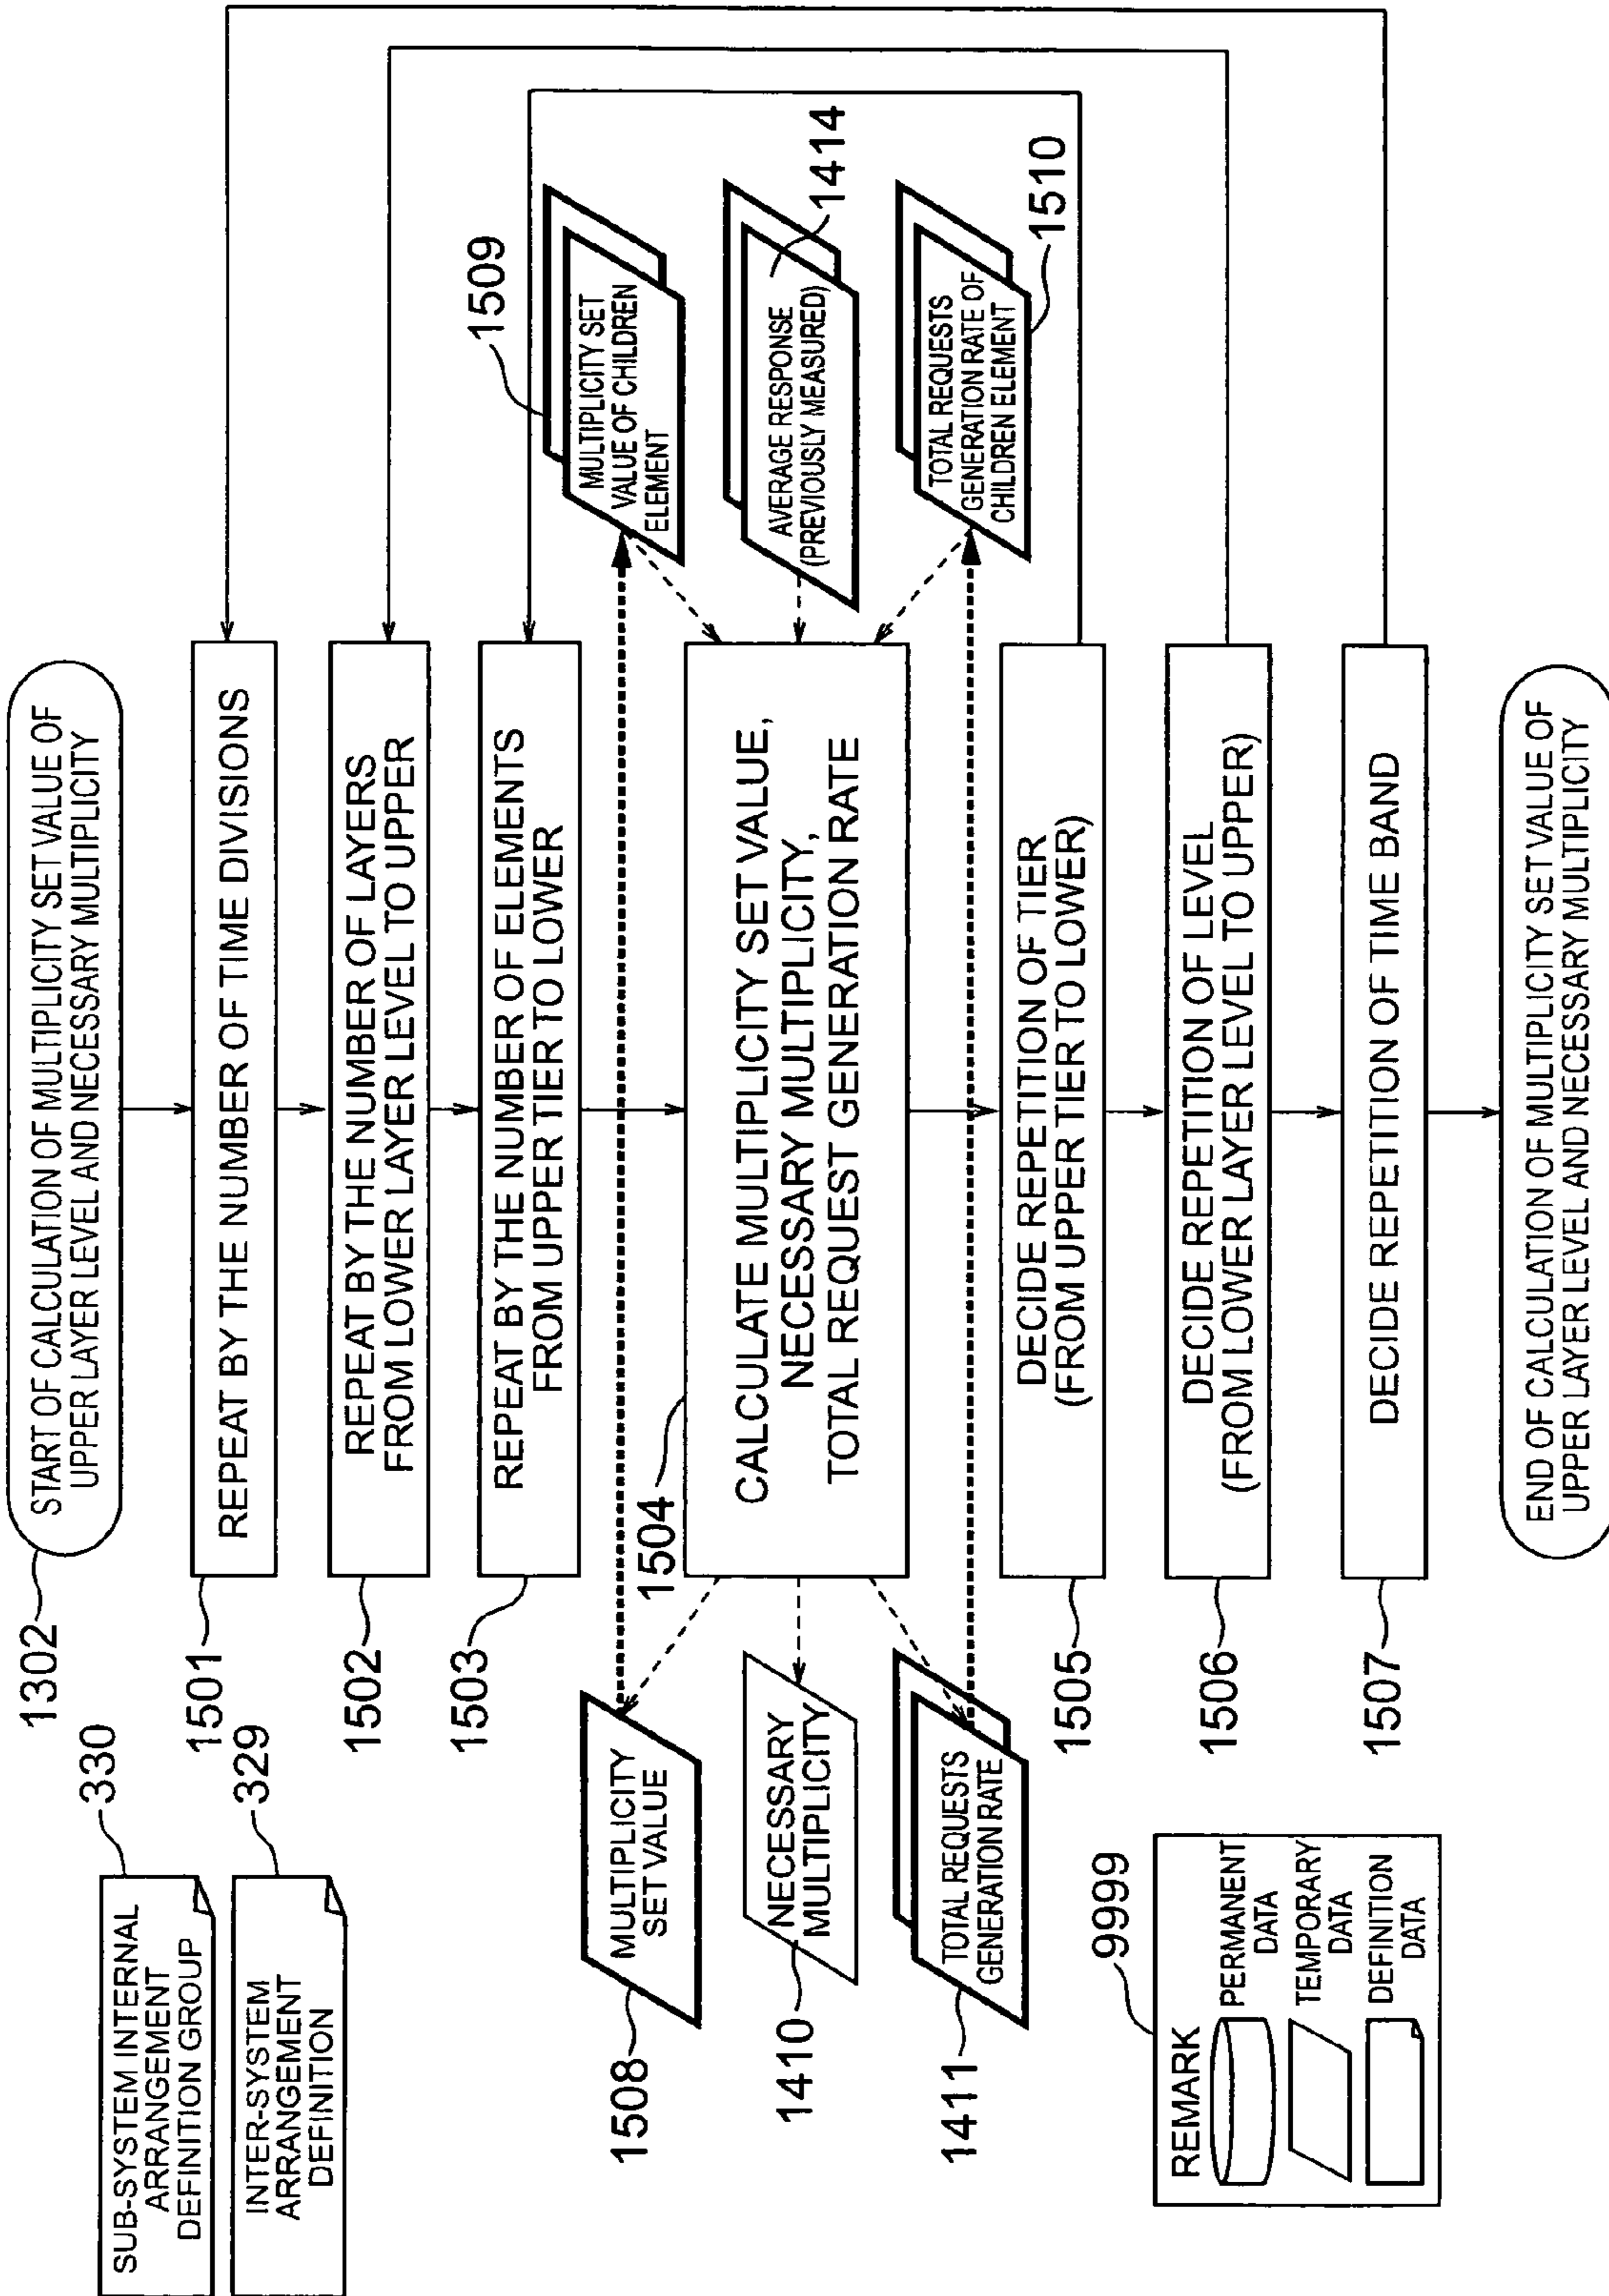 SUB-SYSTEM INTERNAL
ARRANGEMENT
DEFINITION GROUP
330
INTER-SYSTEM
ARRANGEMENT
DEFINITION
329
1302
START OF CALCULATION OF MULTIPLICITY SET VALUE OF
UPPER LAYER LEVEL AND NECESSARY MULTIPLICITY
1501
REPEAT BY THE NUMBER OF TIME DIVISIONS
1502
REPEAT BY THE NUMBER OF LAYERS
FROM LOWER LAYER LEVEL TO UPPER
1503
REPEAT BY THE NUMBER OF ELEMENTS
FROM UPPER TIER TO LOWER
1508
MULTIPLICITY
SET VALUE
1410
NECESSARY
MULTIPLICITY
1411
TOTAL REQUESTS
GENERATION RATE
1504
CALCULATE MULTIPLICITY SET VALUE,
NECESSARY MULTIPLICITY,
TOTAL REQUEST GENERATION RATE
1509
MULTIPLICITY SET
VALUE OF CHILDREN
ELEMENT
AVERAGE RESPONSE
(PREVIOUSLY MEASURED)
1414
TOTAL REQUESTS
GENERATION RATE OF
CHILDREN ELEMENT
1510
1505
DECIDE REPETITION OF TIER
(FROM UPPER TIER TO LOWER)
1506
DECIDE REPETITION OF LEVEL
(FROM LOWER LAYER LEVEL TO UPPER)
1507
DECIDE REPETITION OF TIME BAND
END OF CALCULATION OF MULTIPLICITY SET VALUE OF
UPPER LAYER LEVEL AND NECESSARY MULTIPLICITY
9999
REMARK
PERMANENT
DATA
TEMPORARY
DATA
DEFINITION
DATA